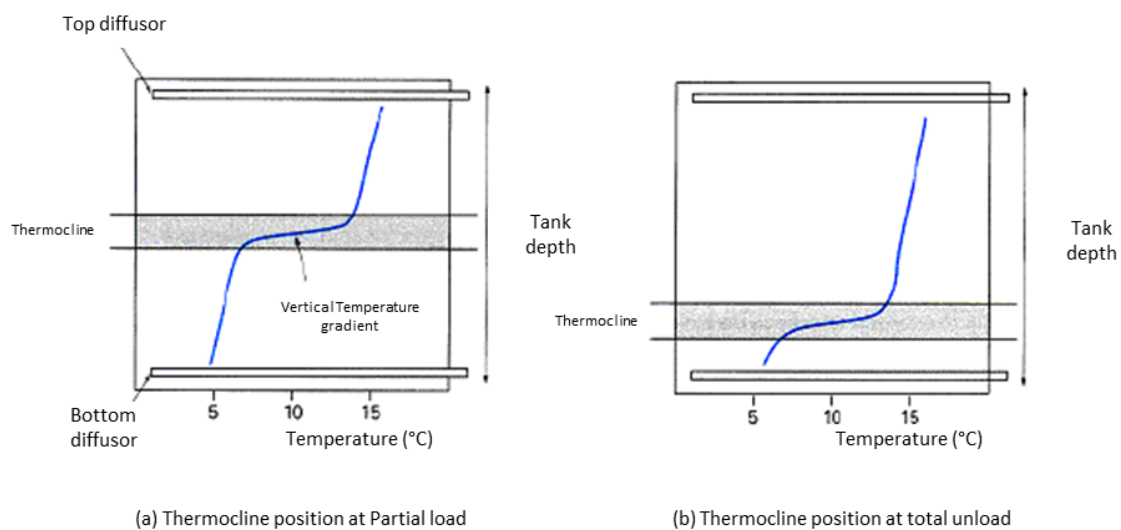 Top diffusor
Thermocline
Tank
depth
Vertical Temperature
gradient
Bottom
diffusor
5 10 15
Temperature (°C)
(a) Thermocline position at Partial load
Tank
depth
Thermocline
5 10 15
Temperature (°C)
(b) Thermocline position at total unload